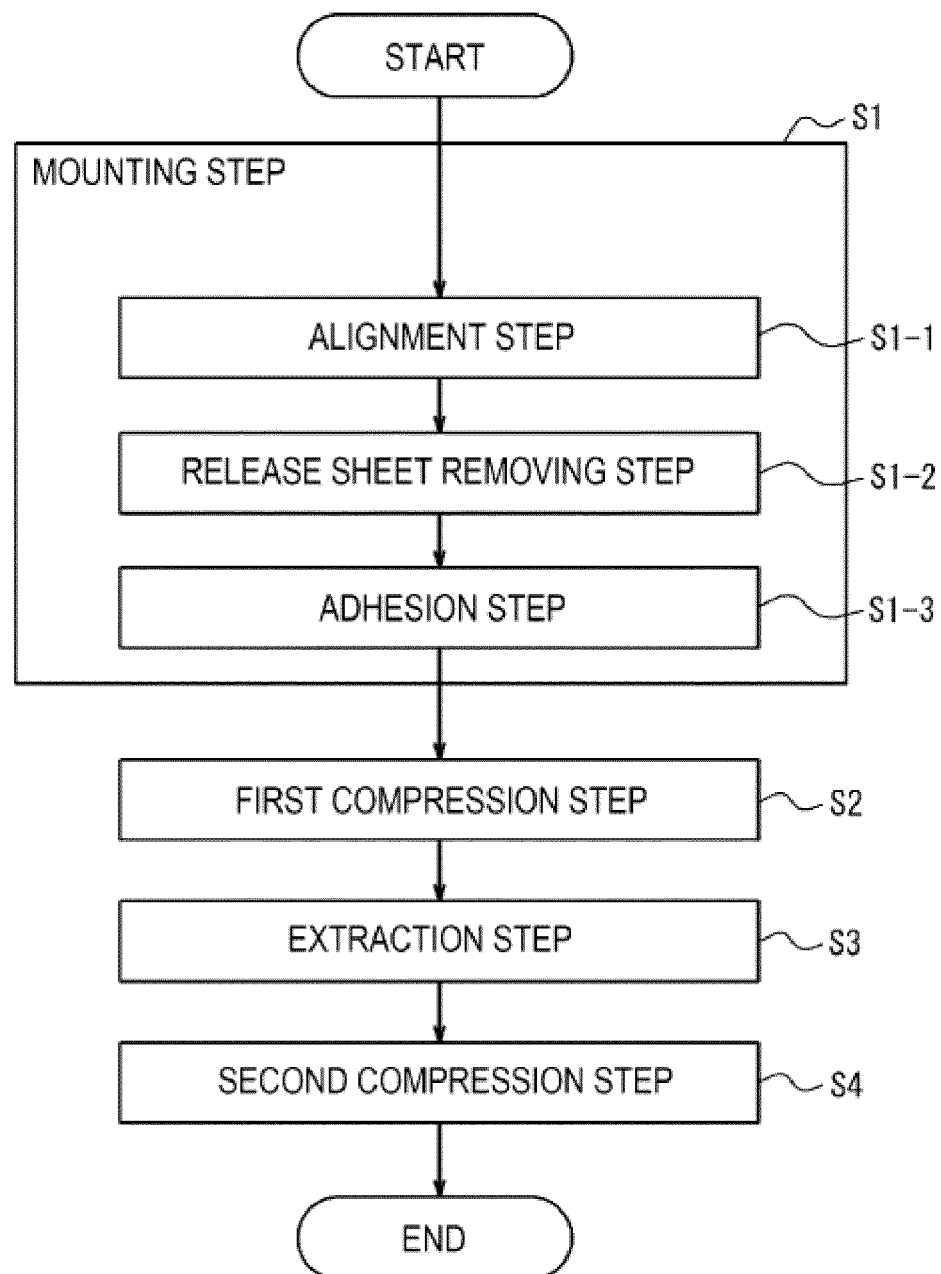 START
S1
MOUNTING STEP
ALIGNMENT STEP
S1-1
RELEASE SHEET REMOVING STEP
S1-2
ADHESION STEP
S1-3
FIRST COMPRESSION STEP
S2
EXTRACTION STEP
S3
SECOND COMPRESSION STEP
S4
END